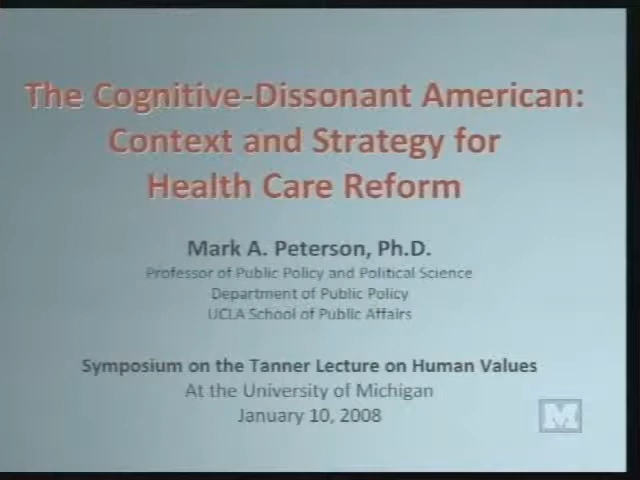 The Cognitive-Dissonant American:
Context and Strategy for
Health Care Reform
Mark A. Peterson, Ph.D.
Professor of Public Policy and Political Science
Department of Public Policy
UCLA School of Public Affairs
Symposium on the Tanner Lecture on Human Values
At the University of Michigan
January 10, 2008
M